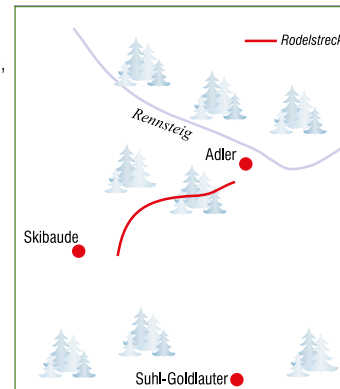 Rodelstreck
,
Rennsteig
Adler
Skibaude
Suhl-Goldlauter